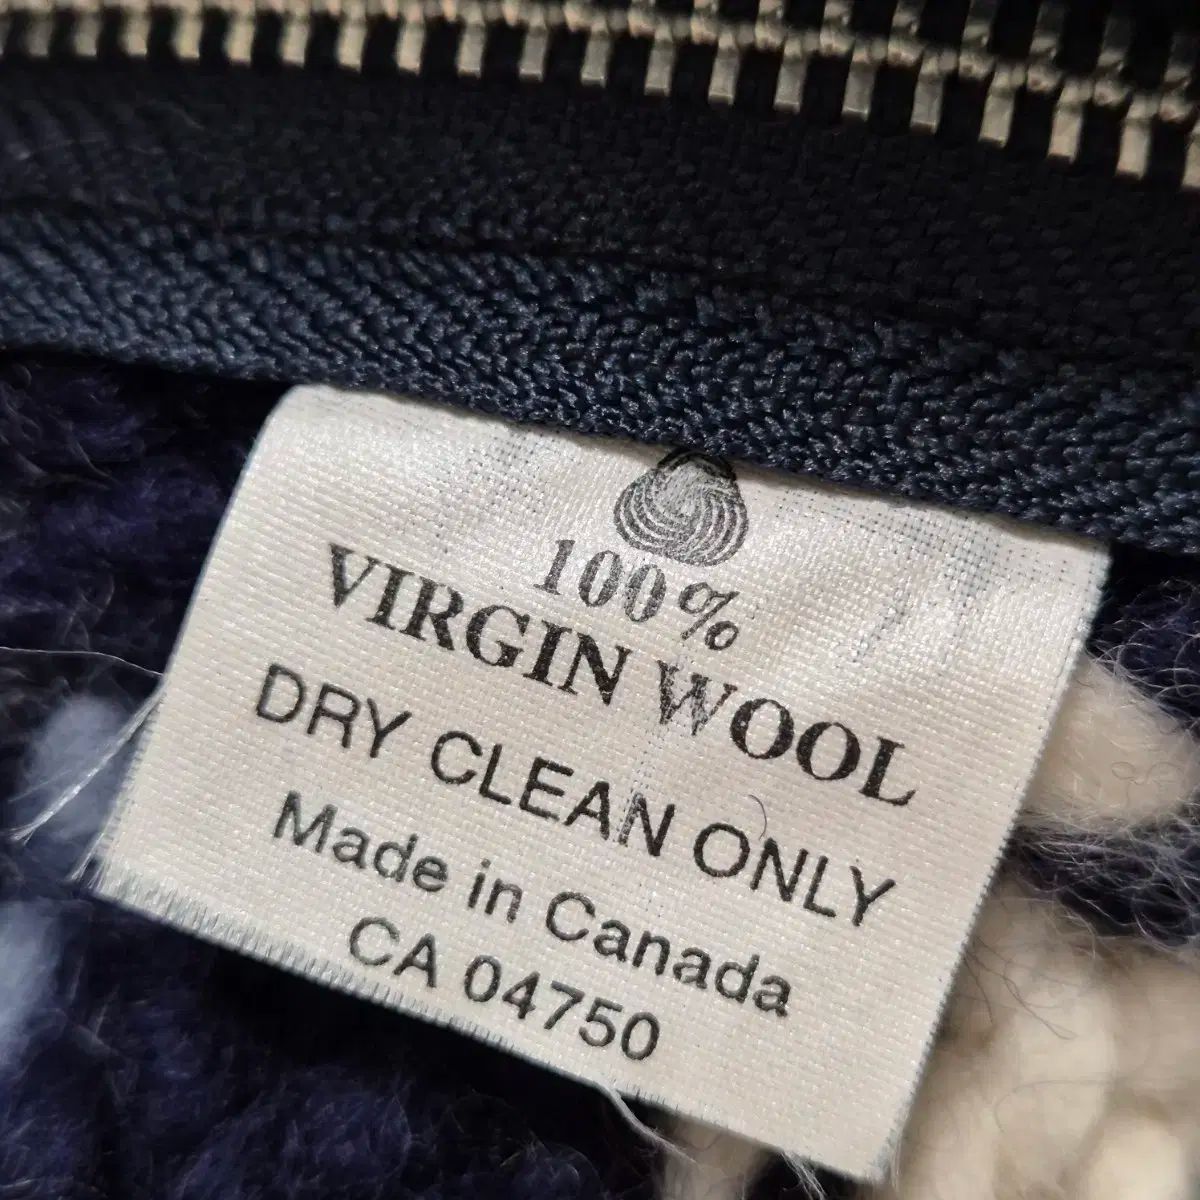 100%
VIRGIN WOOL
DRY CLEAN ONLY
Made in Canada
CA 04750